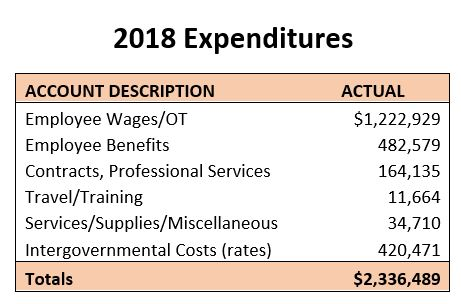 2018 Expenditures
ACCOUNT DESCRIPTION ACTUAL
Employee Wages/OT $1,222,929
Employee Benefits 482,579
Contracts, Professional Services 164,135
Travel/Training 11,664
Services/Supplies/Miscellaneous 34,710
Intergovernmental Costs (rates) 420,471
Totals $2,336,489